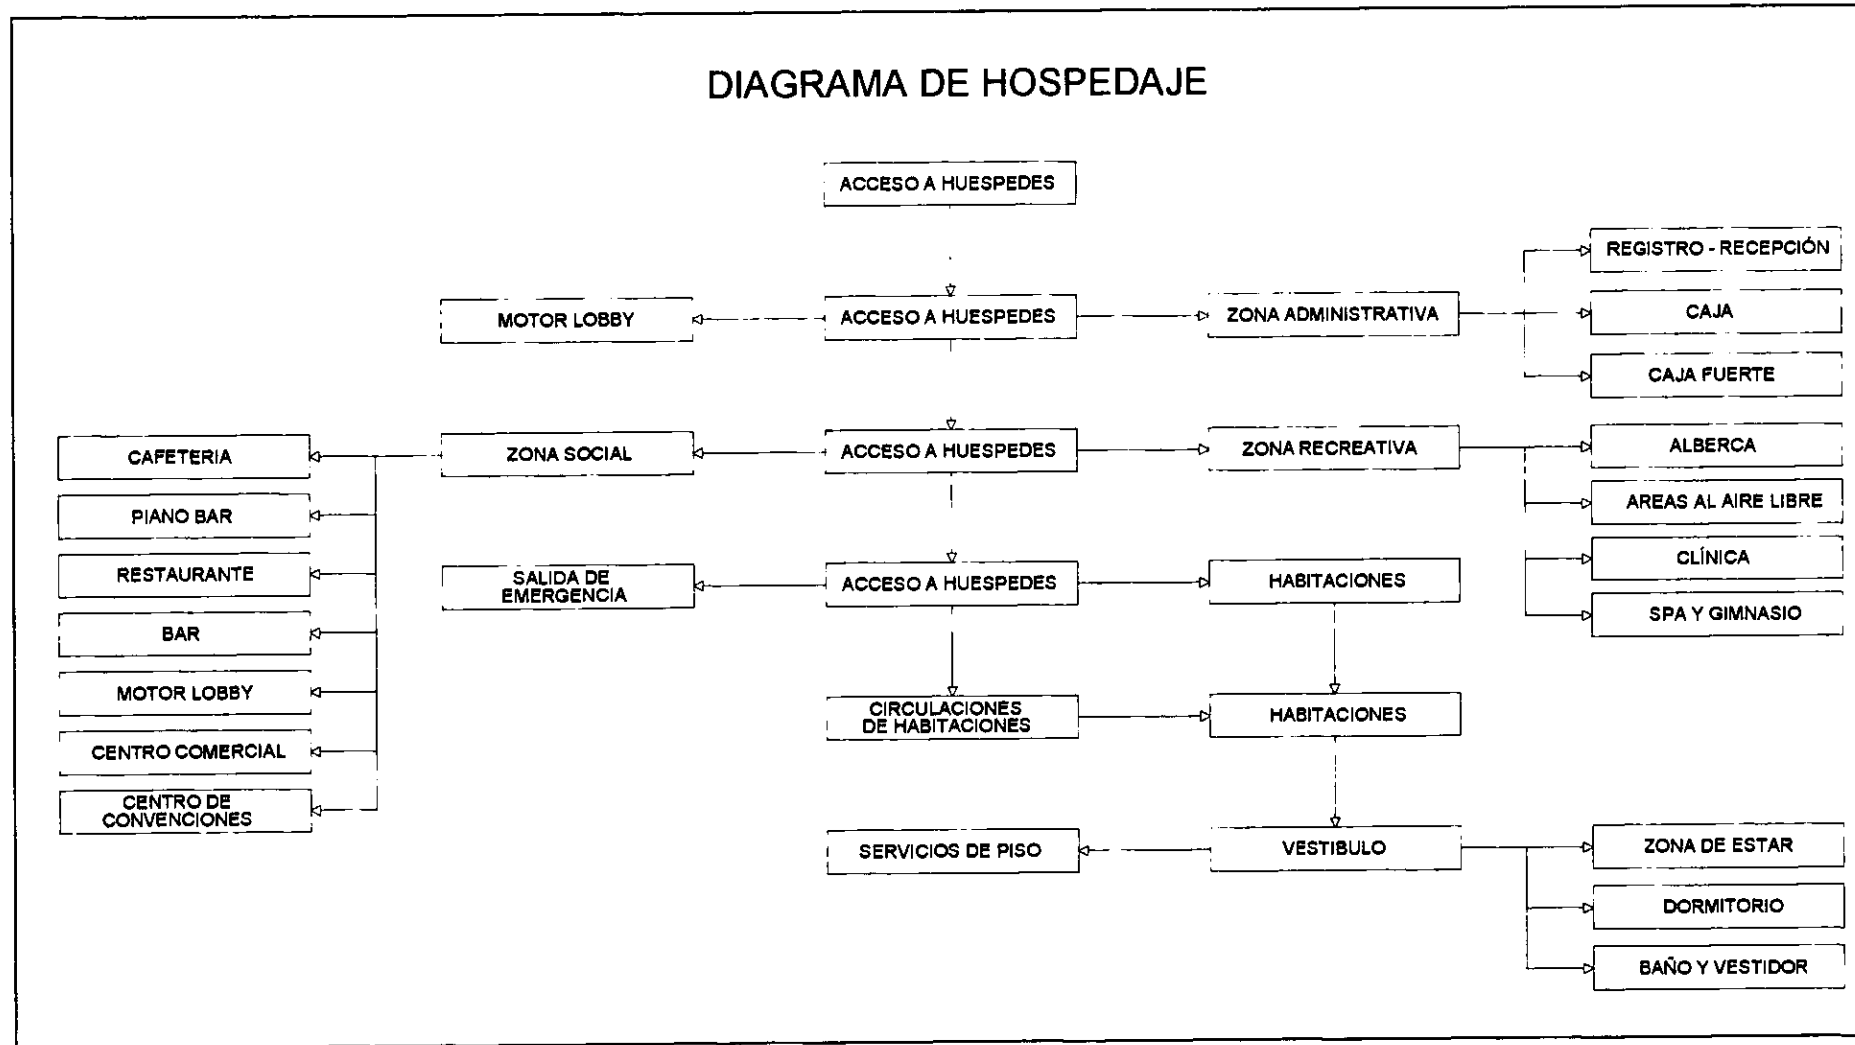 DIAGRAMA DE HOSPEDAJE
ACCESO A HUESPEDES
REGISTRO - RECEPCIÓN
MOTOR LOBBY
ACCESO A HUESPEDES
ZONA ADMINISTRATIVA
CAJA
CAJA FUERTE
CAFETERIA
ZONA SOCIAL
ACCESO A HUESPEDES
ZONA RECREATIVA
ALBERCA
PIANO BAR
AREAS AL AIRE LIBRE
RESTAURANTE
SALIDA DE
EMERGENCIA
ACCESO A HUESPEDES
HABITACIONES
CLÍNICA
BAR
SPA Y GIMNASIO
MOTOR LOBBY
CIRCULACIONES
DE HABITACIONES
HABITACIONES
CENTRO COMERCIAL
CENTRO DE
CONVENCIONES
SERVICIOS DE PISO
VESTIBULO
ZONA DE ESTAR
DORMITORIO
BAÑO Y VESTIDOR